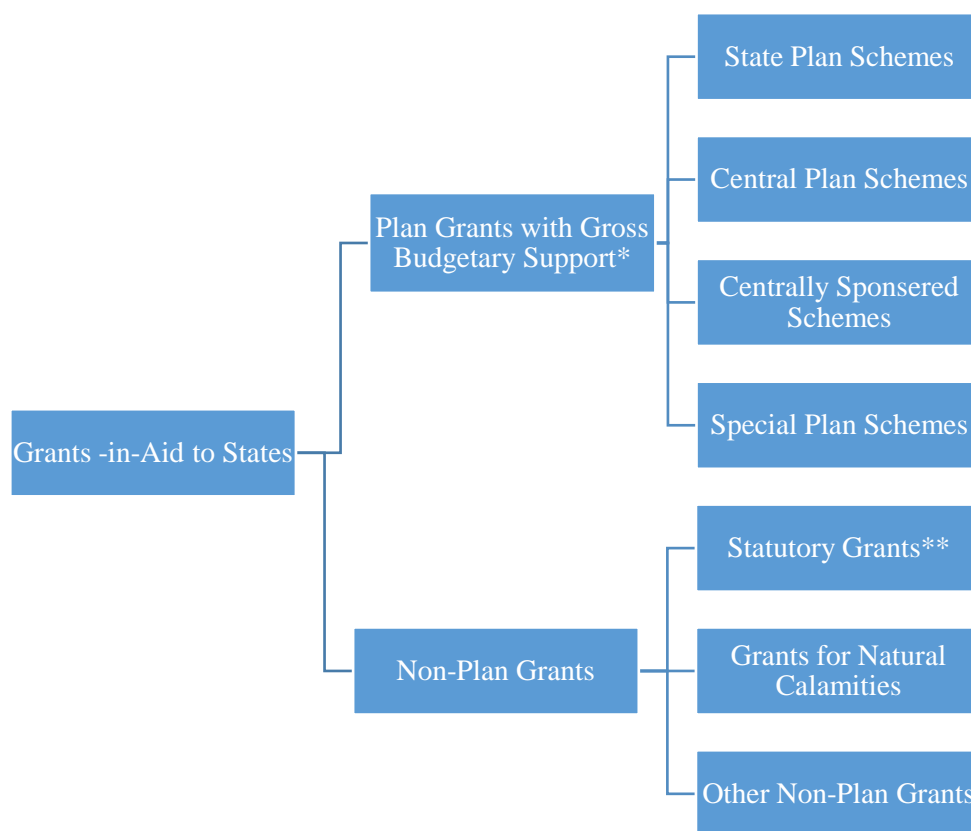 State Plan Schemes
Central Plan Schemes
Plan Grants with Gross
Budgetary Support*
Centrally Sponsered
Schemes
Special Plan Schemes
Grants -in-Aid to States
Statutory Grants**
Non-Plan Grants
Grants for Natural
Calamities
Other Non-Plan Grants